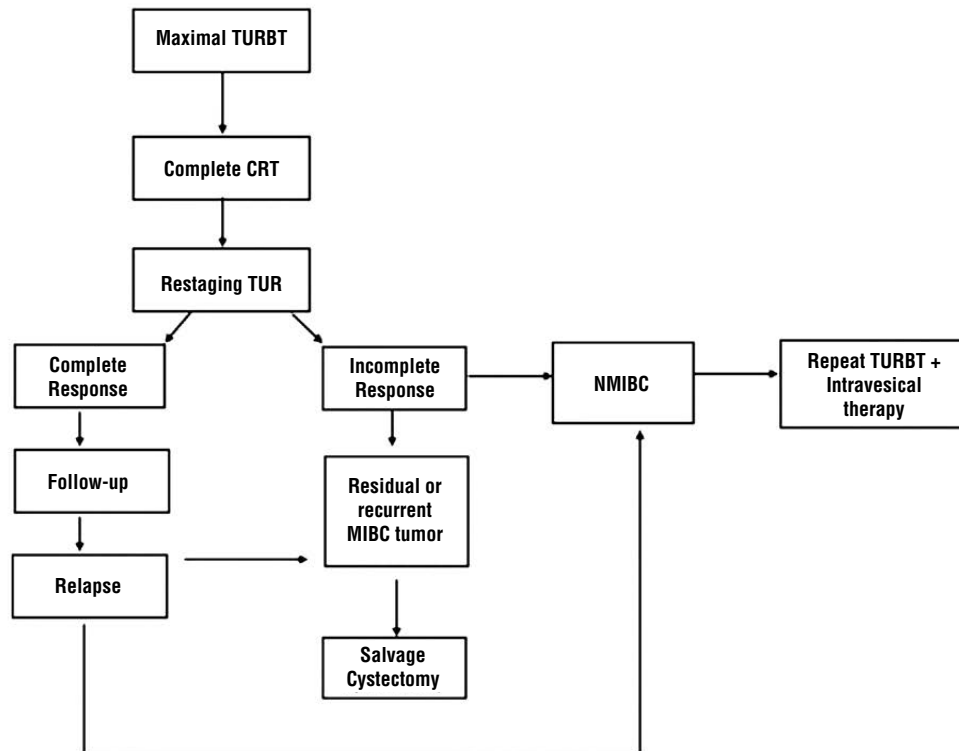 Maximal TURBT
Complete CRT
Restaging TUR
Complete
Response
Incomplete
Response
NMIBC
Repeat TURBT +
Intravesical
therapy
Follow-up
Residual or
recurrent
MIBC tumor
Relapse
Salvage
Cystectomy